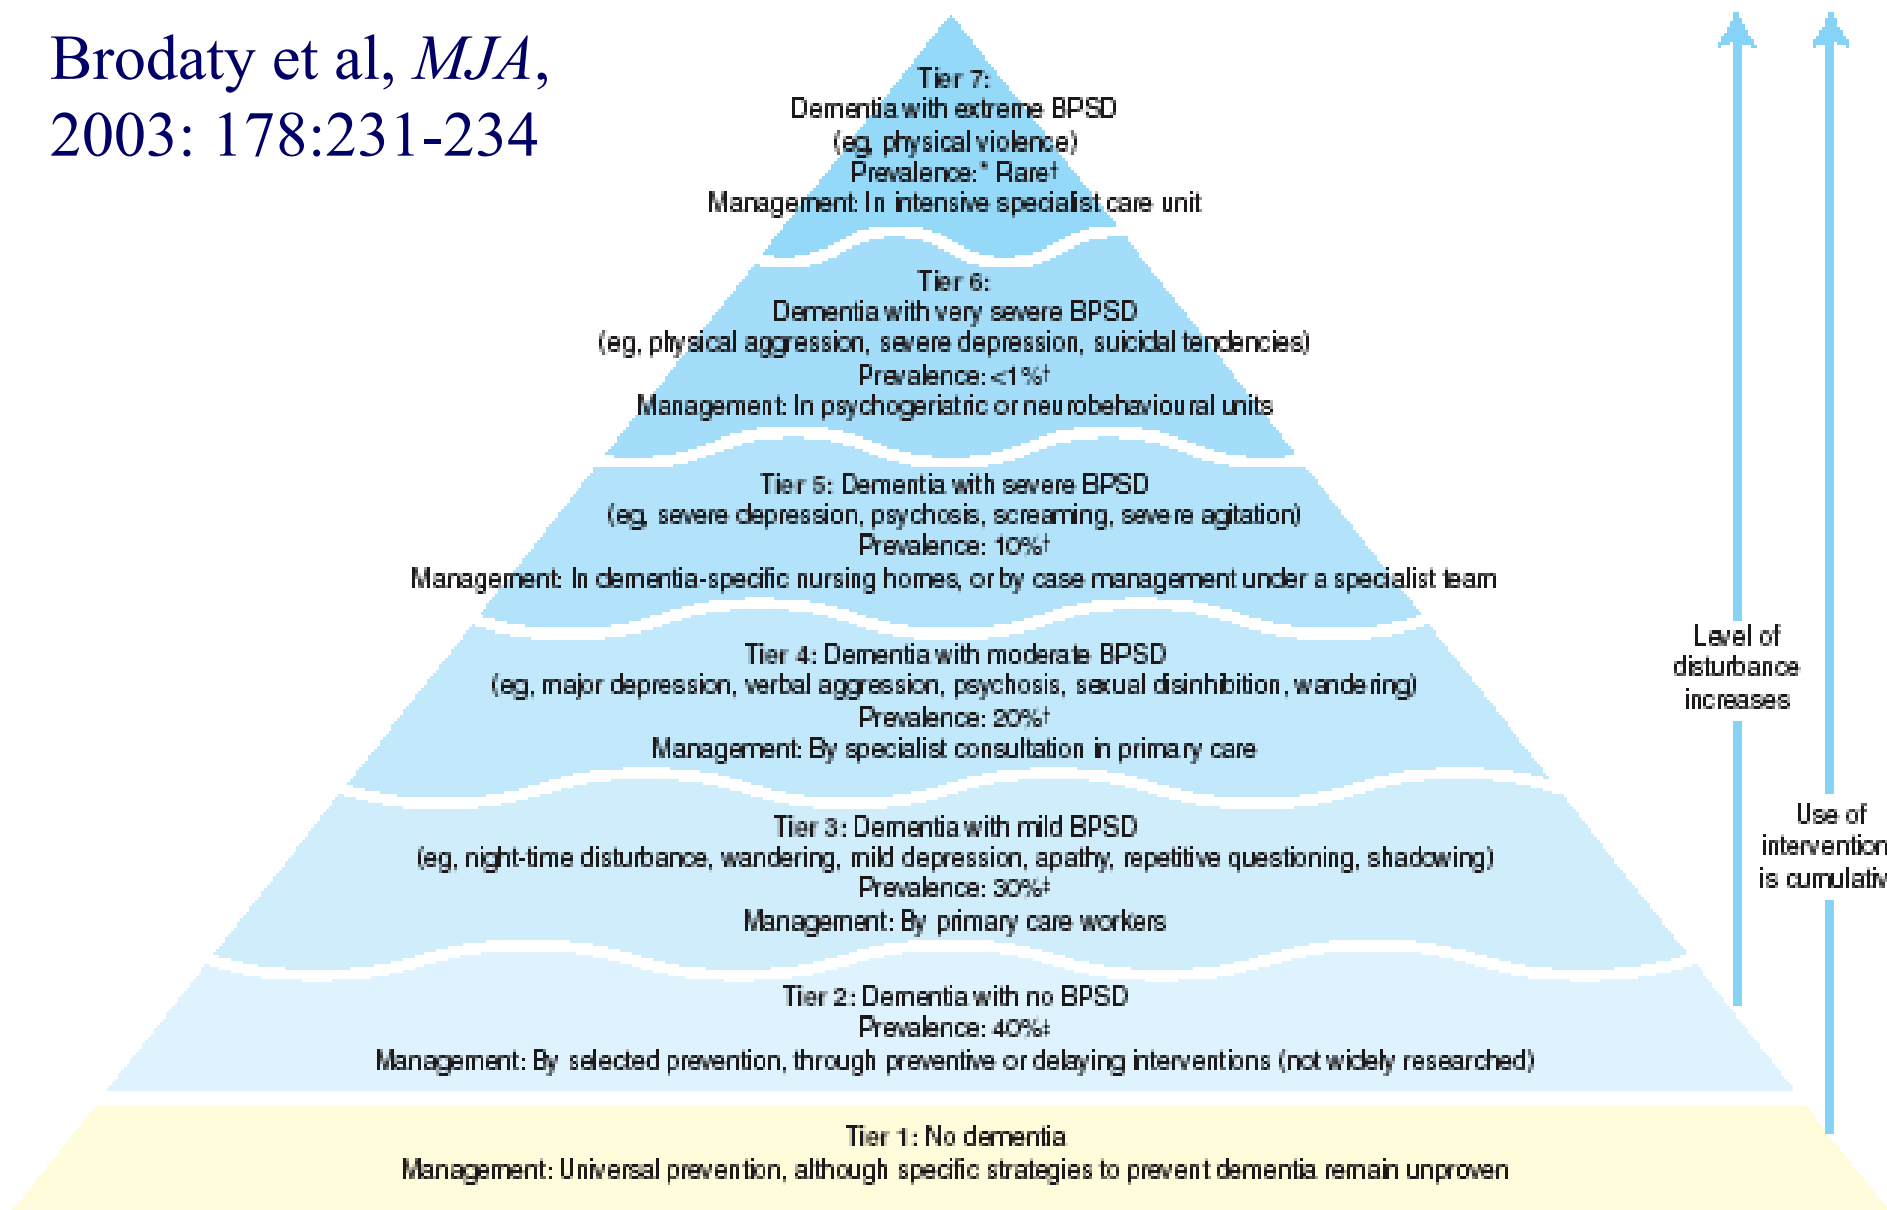 Brodaty et al, MJA,
2003: 178:231-234
Tier 7:
Dementia with extreme BPSD
(eg, physical violence)
Prevalence:* Rare†
Management: In intensive specialist care unit
Tier 6:
Dementia with very severe BPSD
(eg, physical aggression, severe depression, suicidal tendencies)
Prevalence: <1%†
Management: In psychogeriatric or neurobehavioural units
Tier 5: Dementia with severe BPSD
(eg, severe depression, psychosis, screaming, severe agitation)
Prevalence: 10%†
Management: In dementia-specific nursing homes, or by case management under a specialist team
Tier 4: Dementia with moderate BPSD
(eg, major depression, verbal aggression, psychosis, sexual disinhibition, wandering)
Prevalence: 20%†
Management: By specialist consultation in primary care
Tier 3: Dementia with mild BPSD
(eg, night-time disturbance, wandering, mild depression, apathy, repetitive questioning, shadowing)
Prevalence: 30%‡
Management: By primary care workers
Tier 2: Dementia with no BPSD
Prevalence: 40%‡
Management: By selected prevention, through preventive or delaying interventions (not widely researched)
Tier 1: No dementia
Management: Universal prevention, although specific strategies to prevent dementia remain unproven
Level of
disturbance
increases
Use of
intervention
is cumulativ